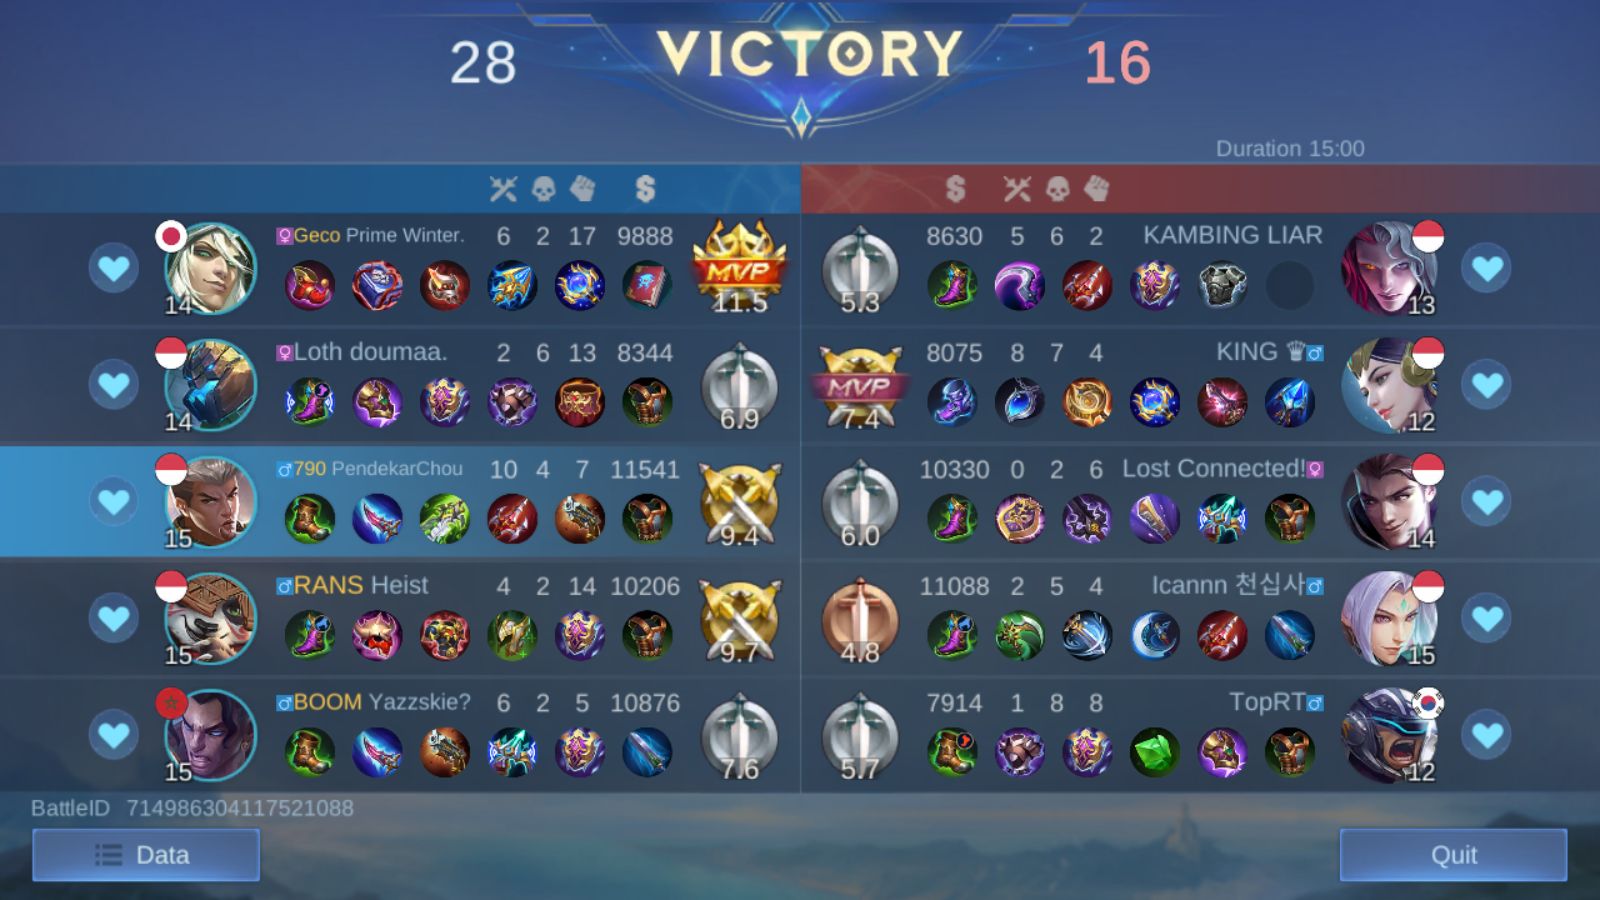 28 VICTORY 16
Duration 15:00
Geco Prime Winter. 6 2 17 9888 MVP 11.5 14
5.3 8630 5 6 2 KAMBING LIAR 13
Loth doumaa. 2 6 13 8344 6.9 14
MVP 7.4 8075 8 7 4 KING 12
790 PendekarChou 10 4 7 11541 9.4 15
6.0 10330 0 2 6 Lost Connected! 14
RANS Heist 4 2 14 10206 9.7 15
4.8 11088 2 5 4 Icannn 천십사 15
BOOM Yazzskie? 6 2 5 10876 7.6 15
5.7 7914 1 8 8 TopRT 12
BattleID 714986304117521088
Data
Quit